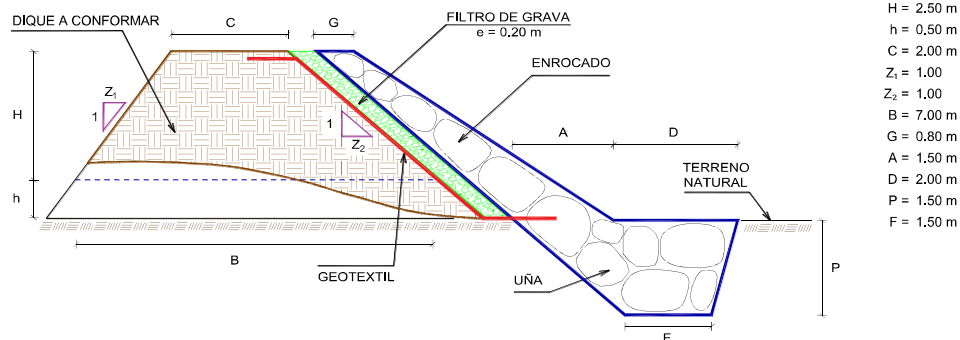 DIQUE A CONFORMAR
C
G
FILTRO DE GRAVA
e = 0.20 m
ENROCADO
H = 2.50 m
h = 0.50 m
C = 2.00 m
Z1 = 1.00
Z2 = 1.00
B = 7.00 m
G = 0.80 m
A = 1.50 m
D = 2.00 m
P = 1.50 m
F = 1.50 m
H
Z1
1
1
Z2
A
D
TERRENO
NATURAL
h
B
GEOTEXTIL
UÑA
P
F